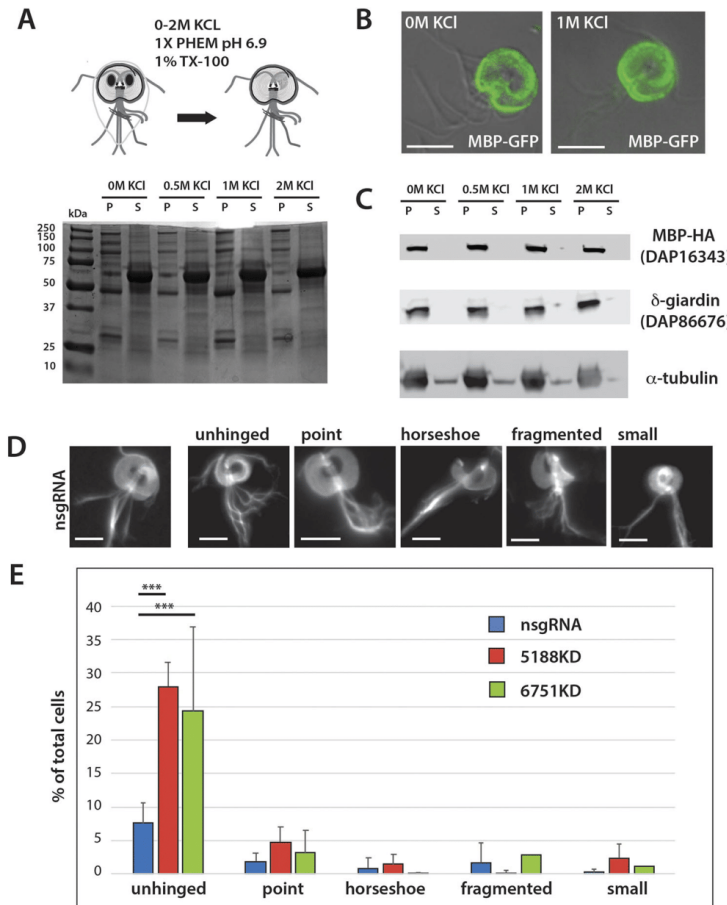 A
0-2M KCL
1X PHEM pH 6.9
1% TX-100
0M KCl 0.5M KCl 1M KCl 2M KCl
kDa P S P S P S P S
250
150
100
75
50
37
25
10
B
0M KCl
MBP-GFP
1M KCl
MBP-GFP
C
0M KCl 0.5M KCl 1M KCl 2M KCl
P S P S P S P S
MBP-HA
(DAP16343)
δ-giardin
(DAP86676)
α-tubulin
D
unhinged point horseshoe fragmented small
nsgRNA
E
***
***
% of total cells
40
35
30
25
20
15
10
5
0
nsgRNA
5188KD
6751KD
unhinged point horseshoe fragmented small